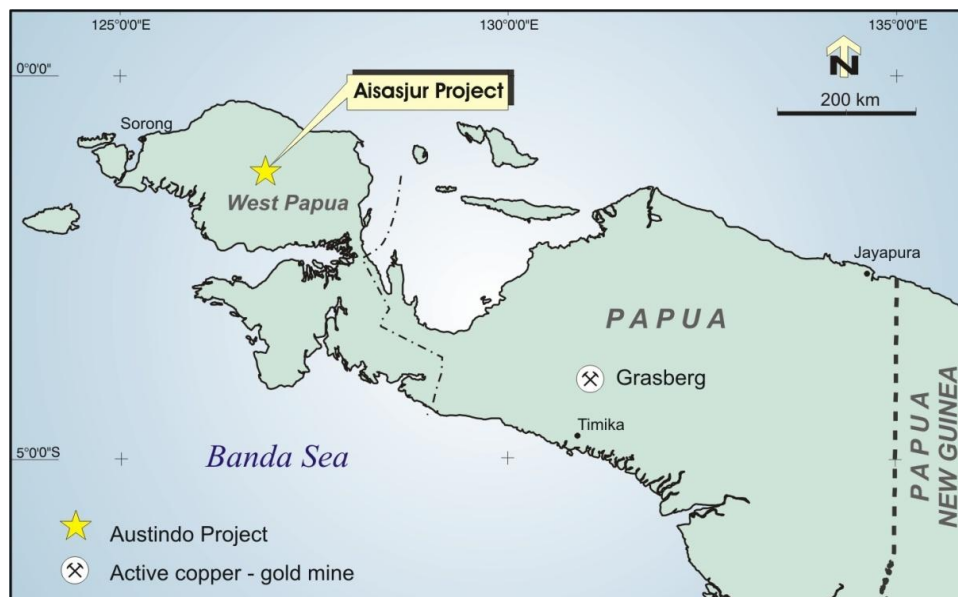 125°0'0"E
130°0'0"E
135°0'0"E
0°0'0"
N
200 km
Aisasjur Project
Sorong
West Papua
Jayapura
PAPUA
Grasberg
Timika
PAPUA
NEW GUINEA
Banda Sea
5°0'0"S
Austindo Project
Active copper - gold mine